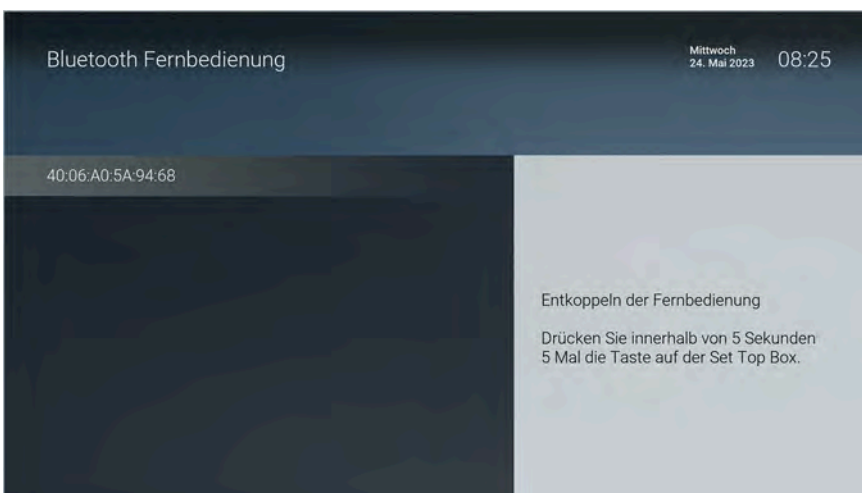 Bluetooth Fernbedienung
Mittwoch
24. Mai 2023
08:25
40:06:A0:5A:94:68
Entkoppeln der Fernbedienung
Drücken Sie innerhalb von 5 Sekunden
5 Mal die Taste auf der Set Top Box.